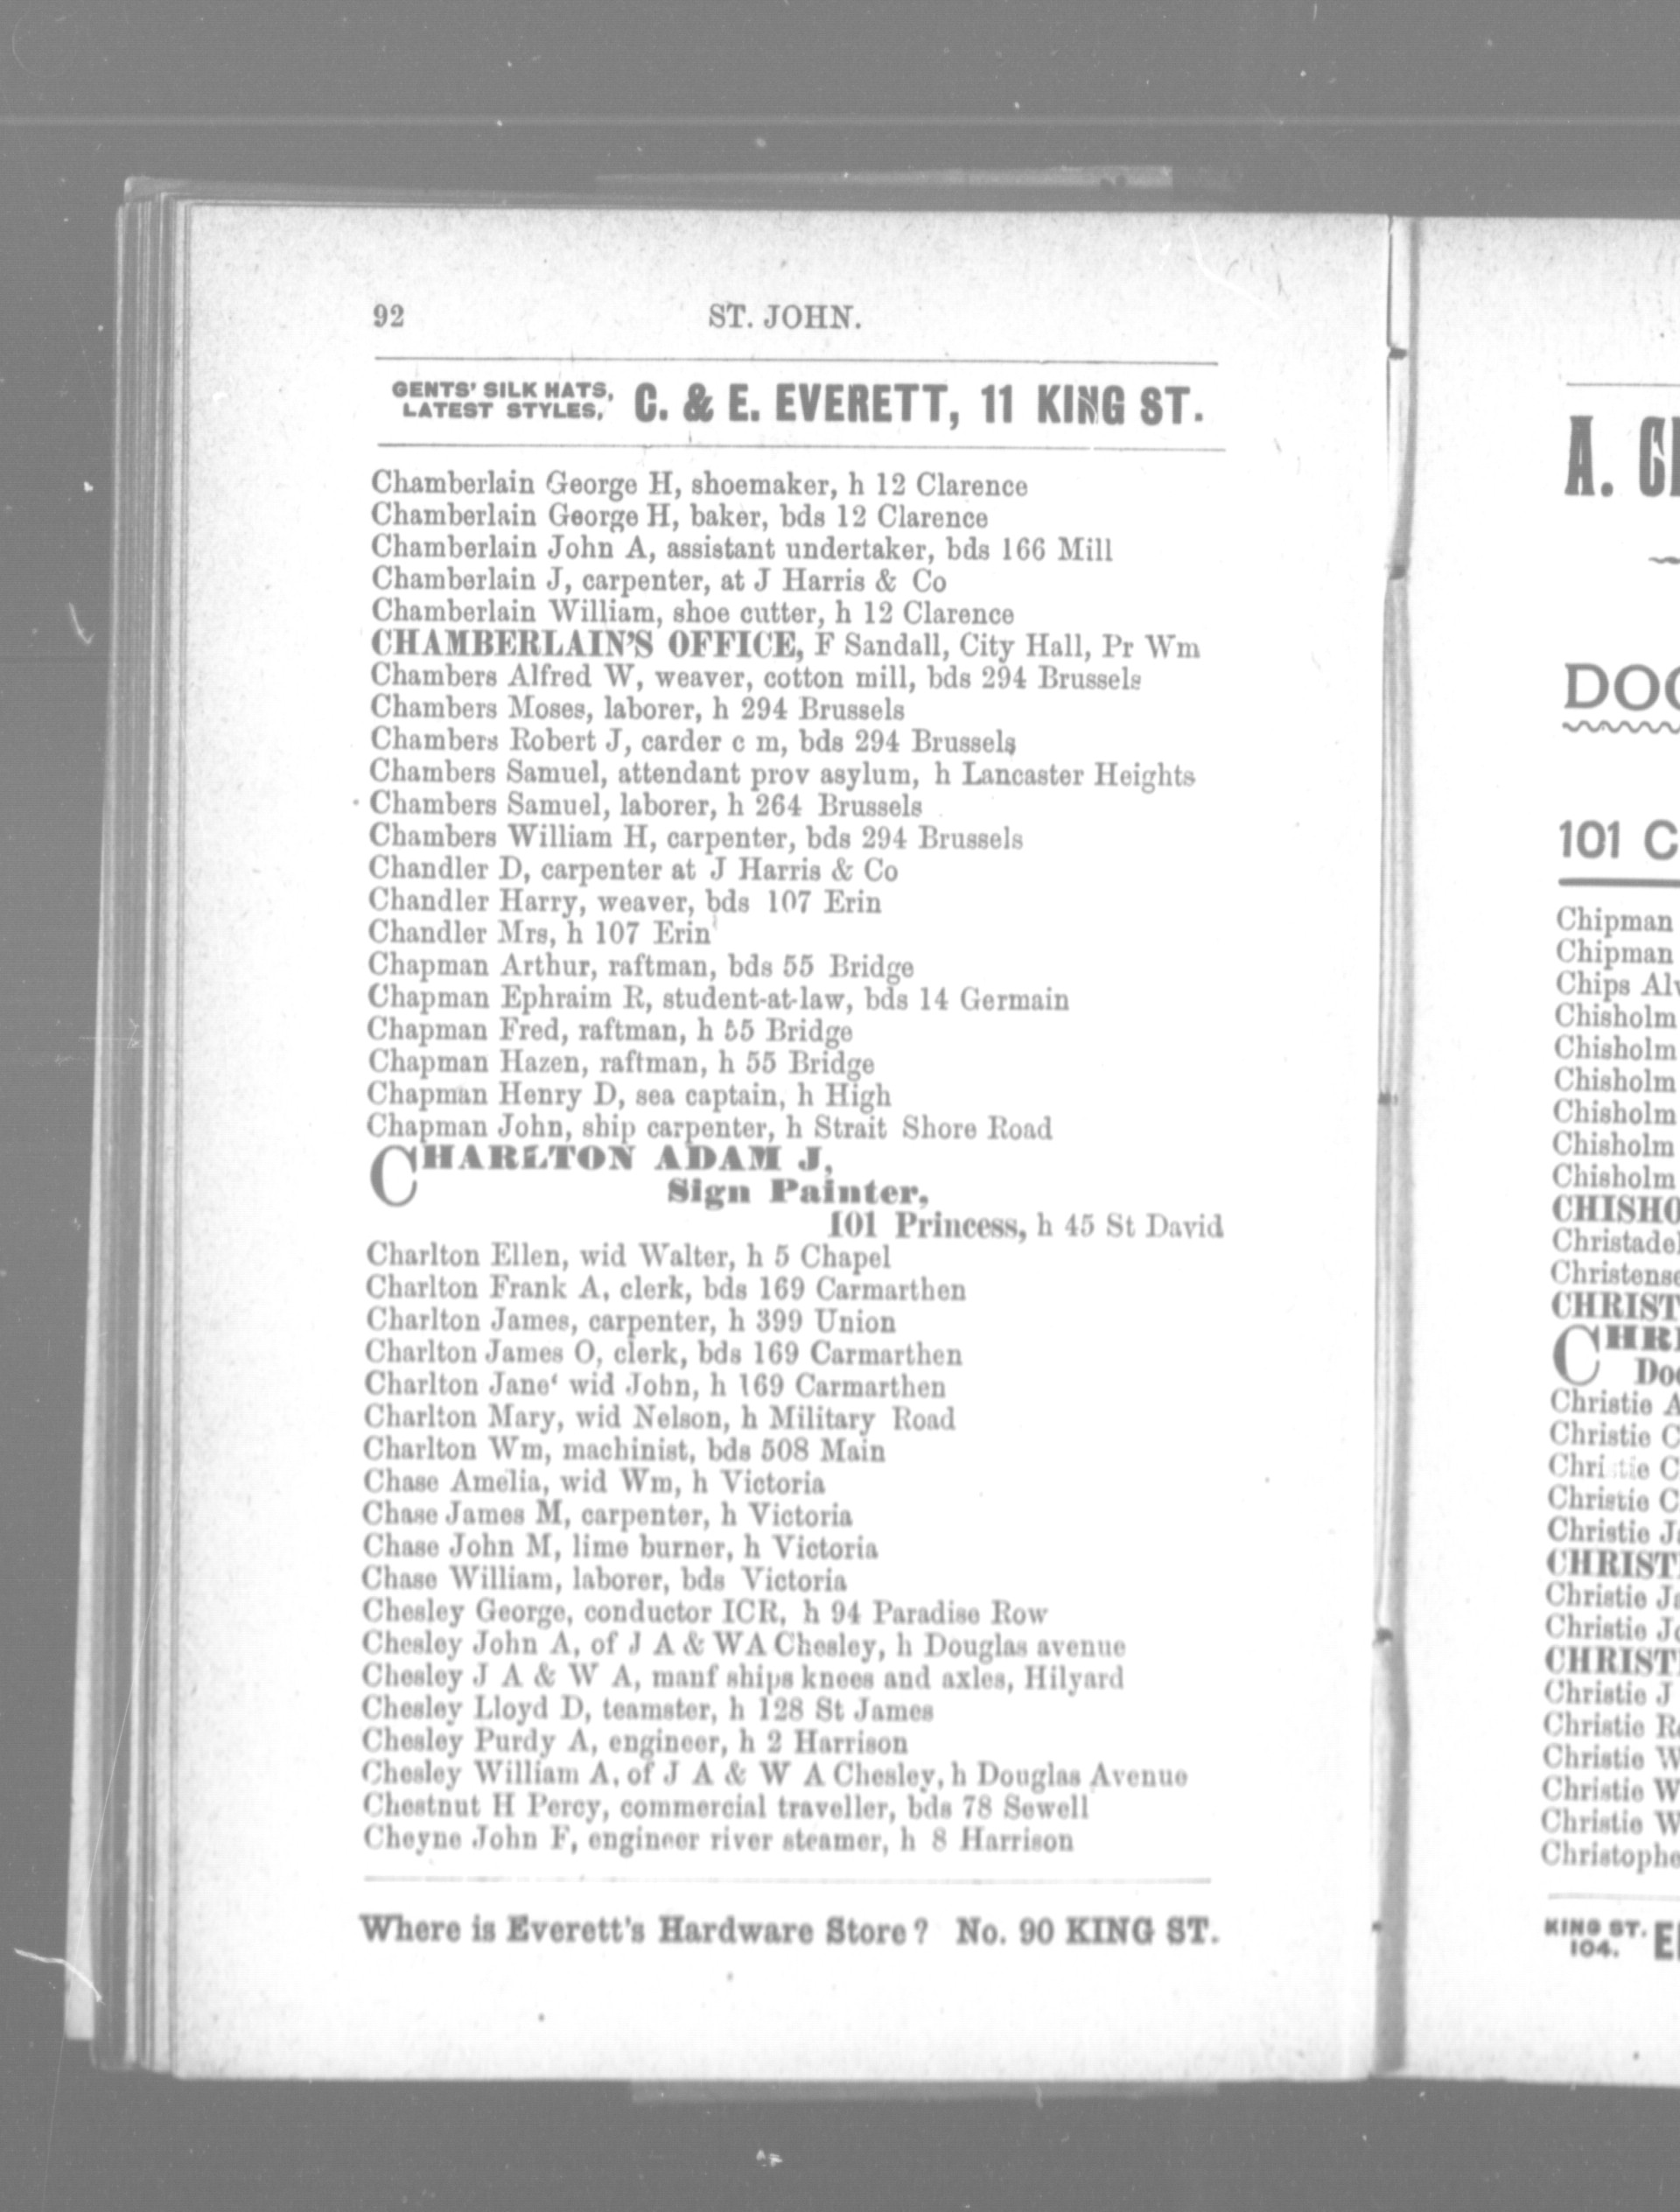 92 ST. JOHN.
GENTS' SILK HATS,
LATEST STYLES, C. & E. EVERETT, 11 KING ST.
Chamberlain George H, shoemaker, h 12 Clarence
Chamberlain George H, baker, bds 12 Clarence
Chamberlain John A, assistant undertaker, bds 166 Mill
Chamberlain J, carpenter, at J Harris & Co
Chamberlain William, shoe cutter, h 12 Clarence
CHAMBERLAIN'S OFFICE, F Sandall, City Hall, Pr Wm
Chambers Alfred W, weaver, cotton mill, bds 294 Brussels
Chambers Moses, laborer, h 294 Brussels
Chambers Robert J, carder c m, bds 294 Brussels
Chambers Samuel, attendant prov asylum, h Lancaster Heights
Chambers Samuel, laborer, h 264 Brussels
Chambers William H, carpenter, bds 294 Brussels
Chandler D, carpenter at J Harris & Co
Chandler Harry, weaver, bds 107 Erin
Chandler Mrs, h 107 Erin
Chapman Arthur, raftman, bds 55 Bridge
Chapman Ephraim R, student-at-law, bds 14 Germain
Chapman Fred, raftman, h 55 Bridge
Chapman Hazen, raftman, h 55 Bridge
Chapman Henry D, sea captain, h High
Chapman John, ship carpenter, h Strait Shore Road
CHARLTON ADAM J,
Sign Painter,
101 Princess, h 45 St David
Charlton Ellen, wid Walter, h 5 Chapel
Charlton Frank A, clerk, bds 169 Carmarthen
Charlton James, carpenter, h 399 Union
Charlton James O, clerk, bds 169 Carmarthen
Charlton Jane' wid John, h 169 Carmarthen
Charlton Mary, wid Nelson, h Military Road
Charlton Wm, machinist, bds 508 Main
Chase Amelia, wid Wm, h Victoria
Chase James M, carpenter, h Victoria
Chase John M, lime burner, h Victoria
Chase William, laborer, bds Victoria
Chesley George, conductor ICR, h 94 Paradise Row
Chesley John A, of J A & W A Chesley, h Douglas avenue
Chesley J A & W A, manf ships knees and axles, Hilyard
Chesley Lloyd D, teamster, h 128 St James
Chesley Purdy A, engineer, h 2 Harrison
Chesley William A, of J A & W A Chesley, h Douglas Avenue
Chestnut H Percy, commercial traveller, bds 78 Sewell
Cheyne John F, engineer river steamer, h 8 Harrison
Where is Everett's Hardware Store? No. 90 KING ST.
A.
101 C
Chipman
Chipman
Chips
Chisholm
Chisholm
Chisholm
Chisholm
Chisholm
Chisholm
Christie A
Christie C
Christie C
Christie C
Christie
Christie
Christie
Christie J
Christie
Christie W
Christie W
Christie W
KING ST.
104.